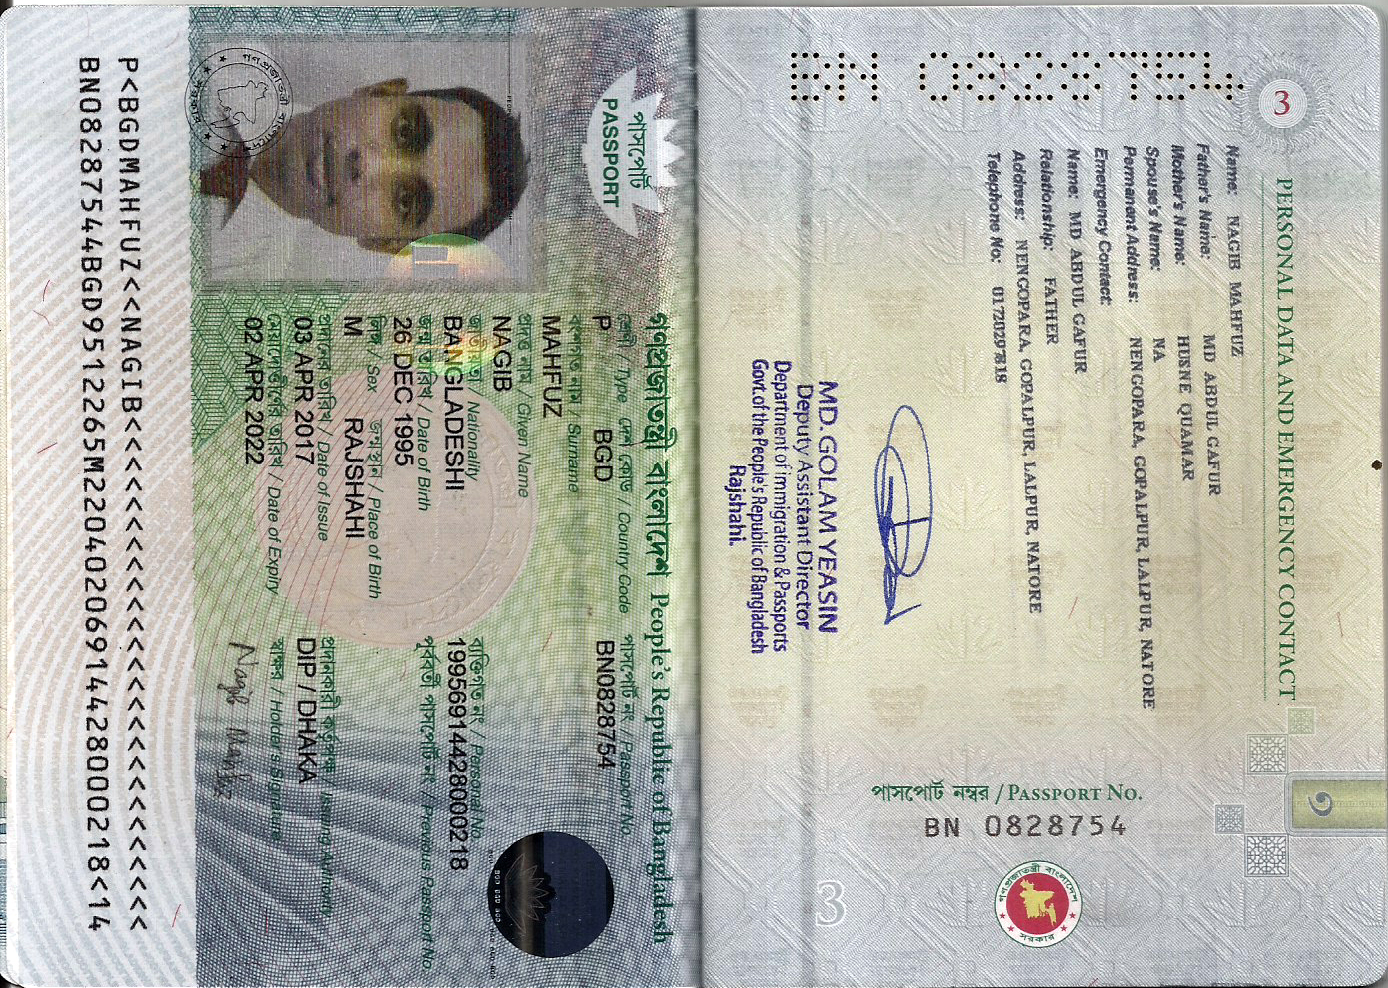 3
PERSONAL DATA AND EMERGENCY CONTACT
Name: NAGIB MAHFUZ
Father's Name: MD ABDUL GAFUR
Mother's Name: HUSNE QUAMAR
Spouse's Name: NA
Permanent Address: NENGOPARA, GOPALPUR, LALPUR, NATORE
Emergency Contact:
Name: MD ABDUL GAFUR
Relationship: FATHER
Address: NENGOPARA, GOPALPUR, LALPUR, NATORE
Telephone No:
MD. GOLAM YEASIN
Deputy Assistant Director
Department of Immigration & Passports
Govt. of the People's Republic of Bangladesh
Rajshahi.
BN 0828754
পাসপোর্ট নম্বর / PASSPORT NO.
BN 0828754
গণপ্রজাতন্ত্রী বাংলাদেশ
সরকার
3
গণপ্রজাতন্ত্রী বাংলাদেশ People's Republic of Bangladesh
পাসপোর্ট
PASSPORT
শ্রেণী / Type দেশ কোড / Country Code পাসপোর্ট নং / Passport No.
P BGD BN0828754
বংশগত নাম / Surname
MAHFUZ
প্রদত্ত নাম / Given Name
NAGIB
জাতীয়তা / Nationality ব্যক্তিগত নং / Personal No.
BANGLADESHI 19956914428000218
জন্ম তারিখ / Date of Birth পূর্ববর্তী পাসপোর্ট নং / Previous Passport No.
26 DEC 1995
লিঙ্গ / Sex জন্মস্থান / Place of Birth
M RAJSHAHI
প্রদানের তারিখ / Date of Issue প্রদানকারী কর্তৃপক্ষ / Issuing Authority
03 APR 2017 DIP / DHAKA
মেয়াদোত্তীর্ণের তারিখ / Date of Expiry স্বাক্ষর / Holder's Signature
02 APR 2022 Nagib Mahfuz
P<BGDMAHFUZ<<NAGIB<<<<<<<<<<<<<<<<<<<<<<<<<<
BN08287544BGD9512265M220402069144280002​18<14